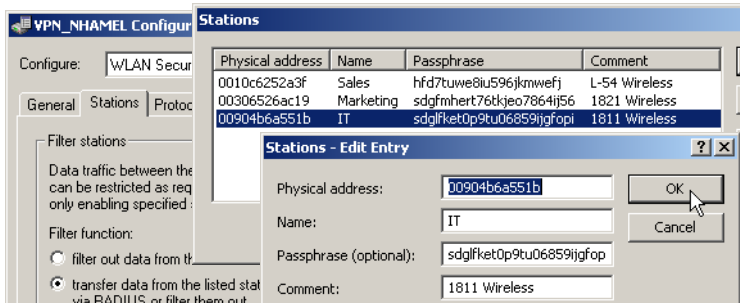 VPN_NHAMEL Configur
Configure: WLAN Secur
General Stations Protoc
Filter stations
Data traffic between the
can be restricted as req
only enabling specified
Filter function:
filter out data from th
transfer data from the listed stat
via RADIUS or filter them out
Stations
Physical address Name Passphrase Comment
0010c6252a3f Sales hfd7tuwe8iu596jkmwefj L-54 Wireless
00306526ac19 Marketing sdgfmhert76tkjeo7864ij56 1821 Wireless
00904b6a551b IT sdglfket0p9tu06859ijgfopi 1811 Wireless
Stations - Edit Entry
Physical address: 00904b6a551b OK
Name: IT Cancel
Passphrase (optional): sdglfket0p9tu06859ijgfop
Comment: 1811 Wireless